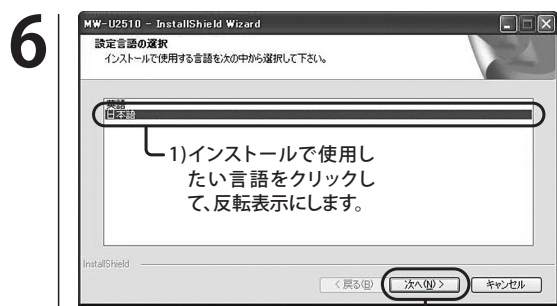 6
MW-U2510 - InstallShield Wizard
設定言語の選択
インストールで使用する言語を次の中から選択して下さい。
英語
日本語
1)インストールで使用し
たい言語をクリックし
て、反転表示にします。
InstallShield
< 戻る(B)
次へ(N) >
キャンセル